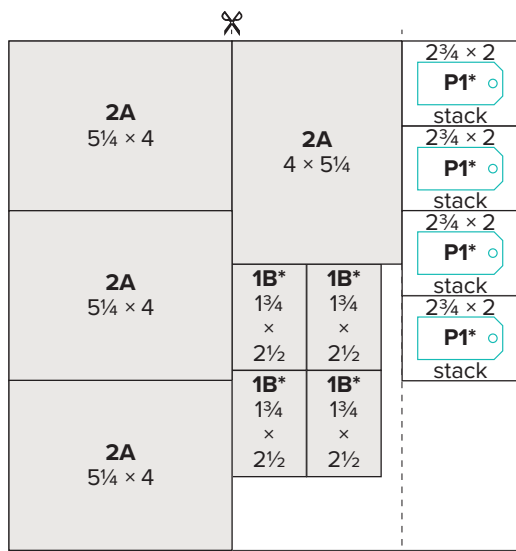 2A
5¼ × 4
2A
4 × 5¼
2¾ × 2
P1*
stack
2¾ × 2
P1*
stack
2¾ × 2
P1*
stack
2¾ × 2
P1*
stack
2A
5¼ × 4
1B*
1¾
×
2½
1B*
1¾
×
2½
1B*
1¾
×
2½
1B*
1¾
×
2½
2A
5¼ × 4